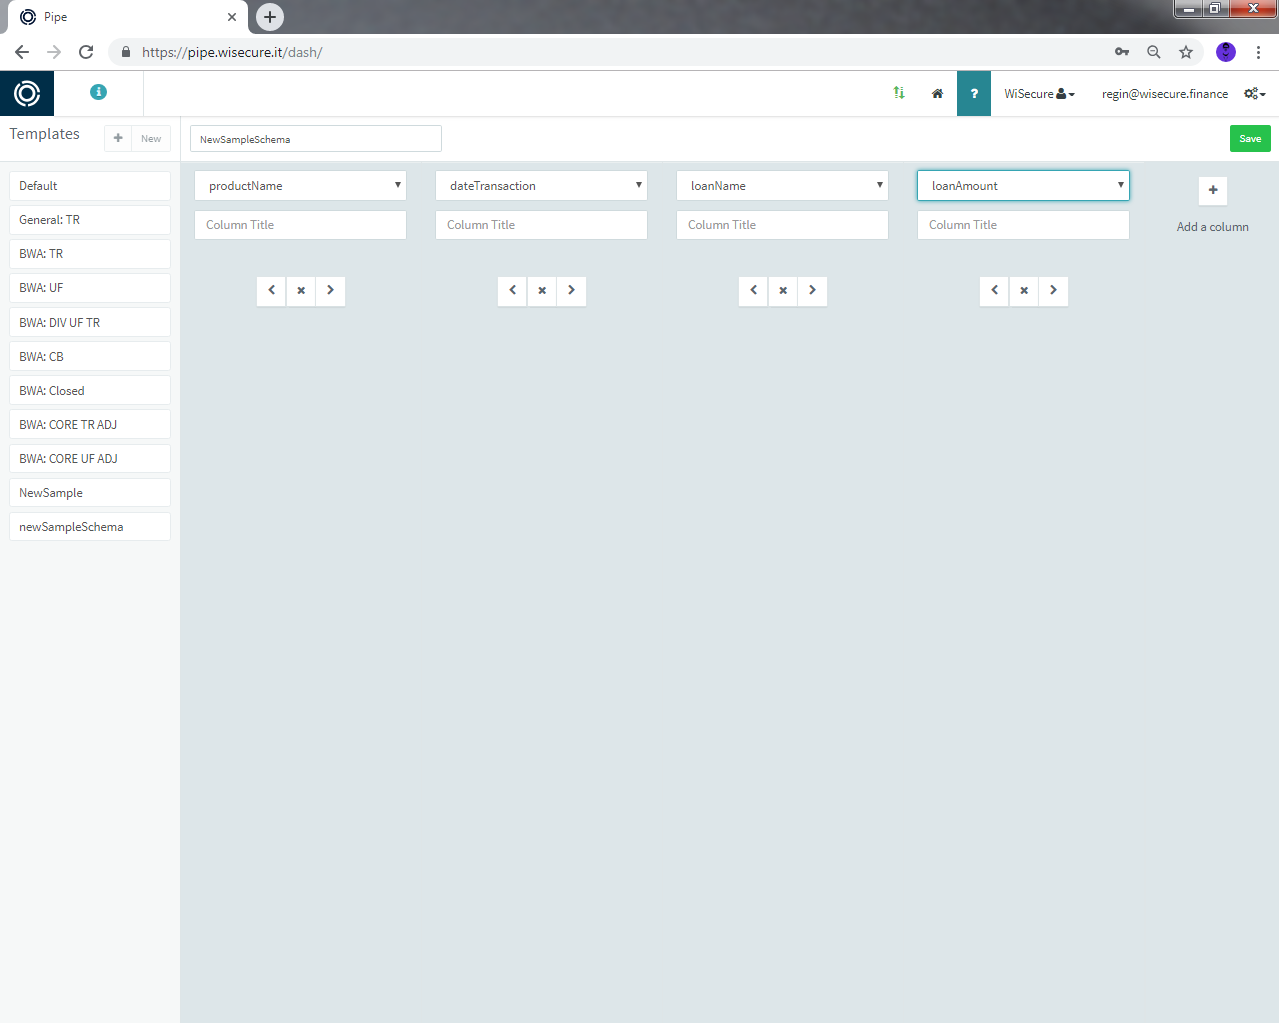 Pipe
https://pipe.wisecure.it/dash/
WiSecure
regin@wisecure.finance
Templates
New
NewSampleSchema
Save
Default
General: TR
BWA: TR
BWA: UF
BWA: DIV UF TR
BWA: CB
BWA: Closed
BWA: CORE TR ADJ
BWA: CORE UF ADJ
NewSample
newSampleSchema
productName
dateTransaction
loanName
loanAmount
Column Title
Column Title
Column Title
Column Title
Add a column